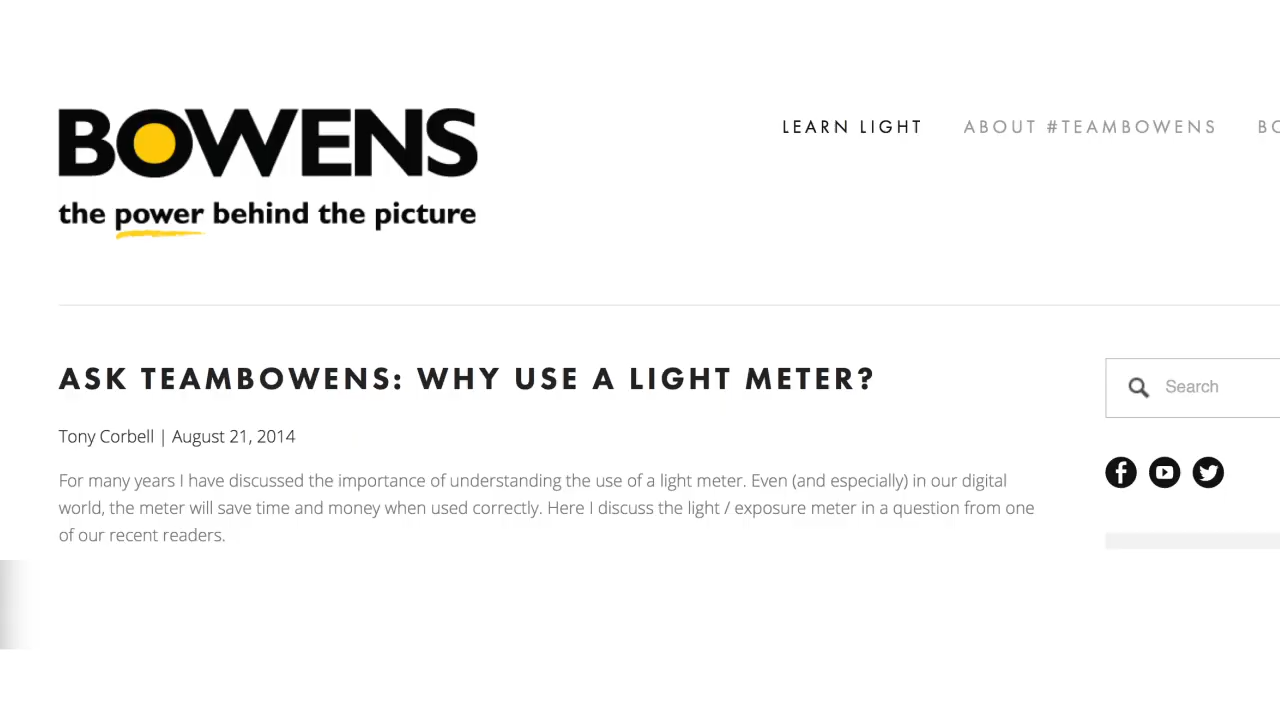 BOWENS
the power behind the picture
LEARN LIGHT
ABOUT #TEAMBOWENS
ASK TEAMBOWENS: WHY USE A LIGHT METER?
Tony Corbell | August 21, 2014
For many years I have discussed the importance of understanding the use of a light meter. Even (and especially) in our digital
world, the meter will save time and money when used correctly. Here I discuss the light / exposure meter in a question from one
of our recent readers.
Search